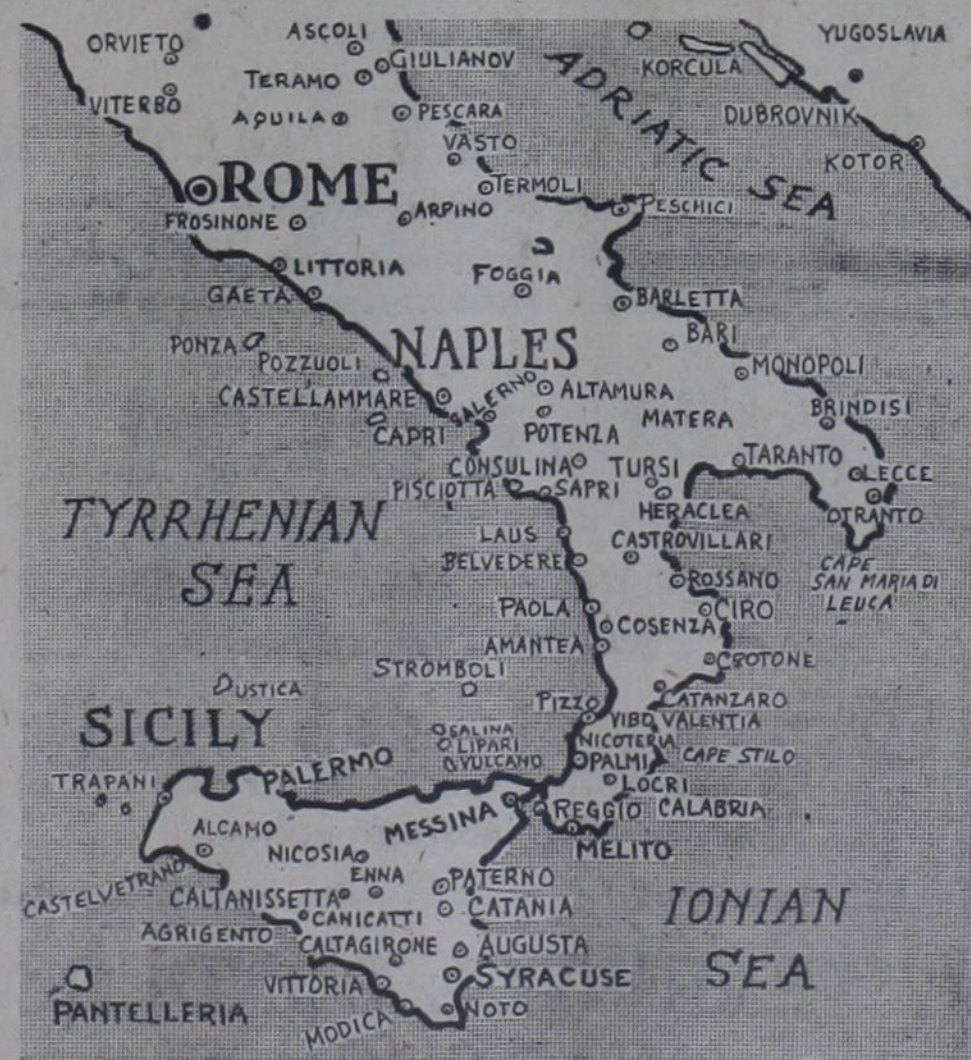 ORVIETO
ASCOLI
YUGOSLAVIA
GIULIANOV
TERAMO
KORCULA
VITERBO
AQUILA
PESCARA
DUBROVNIK
VASTO
KOTOR
ADRIATIC SEA
ROME
TERMOLI
PESCHICI
FROSINONE
ARPINO
LITTORIA
FOGGIA
GAETA
BARLETTA
PONZA
POZZUOLI
NAPLES
BARI
MONOPOLI
CASTELLAMMARE
SALERNO
ALTAMURA
MATERA
BRINDISI
CAPRI
POTENZA
CONSULINA
TURSI
TARANTO
LECCE
PISCIOTTA
SAPRI
HERACLEA
OTRANTO
TYRRHENIAN
SEA
LAUS
CASTROVILLARI
BELVEDERE
CAPE
SAN MARIA DI
LEUCA
ROSSANO
PAOLA
CIRO
COSENZA
AMANTEA
CROTONE
STROMBOLI
USTICA
PIZZO
CATANZARO
SICILY
VIBO VALENTIA
SALINA
LIPARI
VULCANO
NICOTERIA
PALMI
CAPE STILO
TRAPANI
PALERMO
LOCRI
MESSINA
REGGIO CALABRIA
ALCAMO
NICOSIA
MELITO
CASTELVETRANO
ENNA
PATERNO
CALTANISSETTA
CANICATTI
CATANIA
IONIAN
SEA
AGRIGENTO
CALTAGIRONE
AUGUSTA
VITTORIA
SYRACUSE
PANTELLERIA
MODICA
NOTO